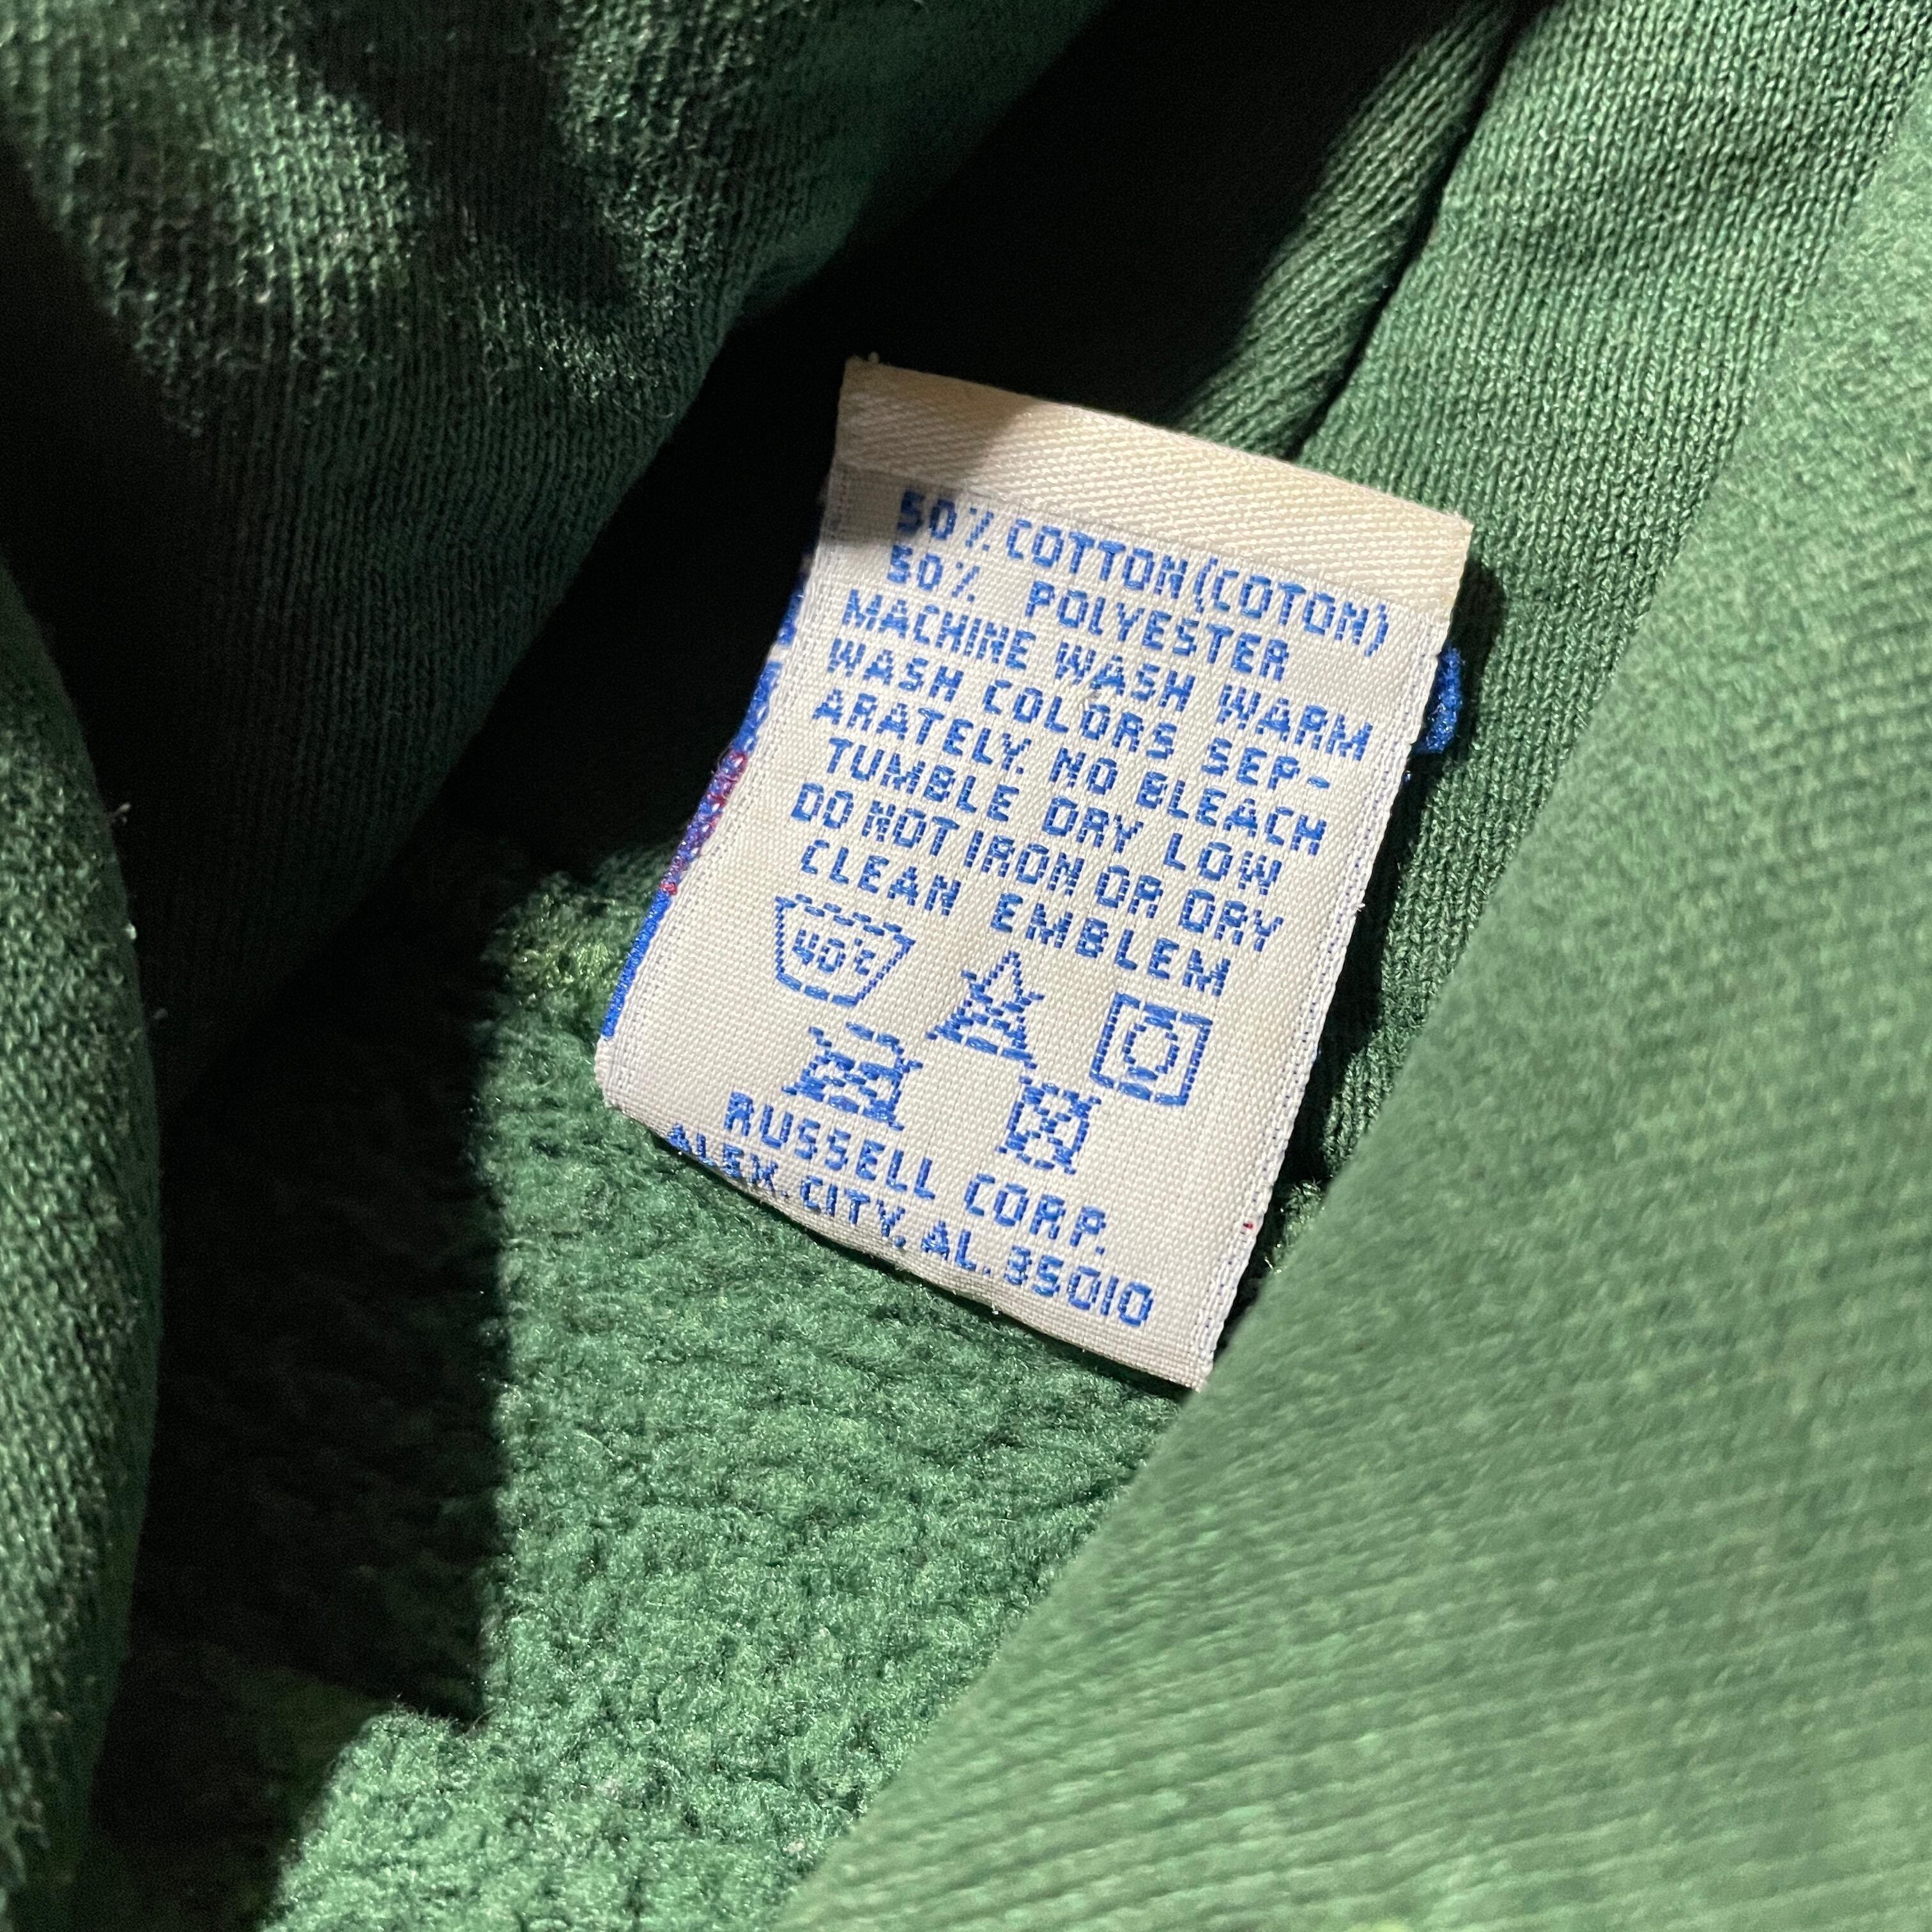 50% COTTON(COTON)
50% POLYESTER
MACHINE WASH WARM
WASH COLORS SEP-
ARATELY. NO BLEACH
TUMBLE DRY LOW
DO NOT IRON OR DRY
CLEAN EMBLEM
40°C
RUSSELL CORP.
ALEX. CITY, AL. 35010